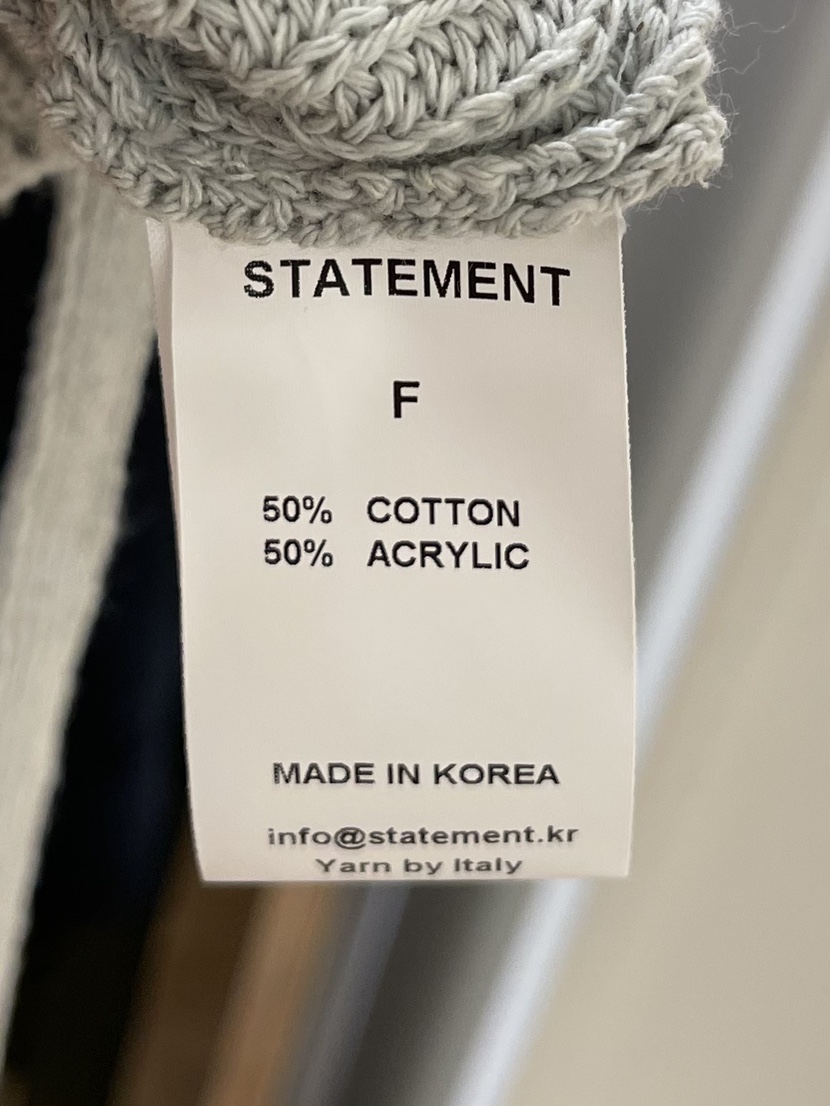 STATEMENT
F
50% COTTON
50% ACRYLIC
MADE IN KOREA
info@statement.kr
Yarn by Italy